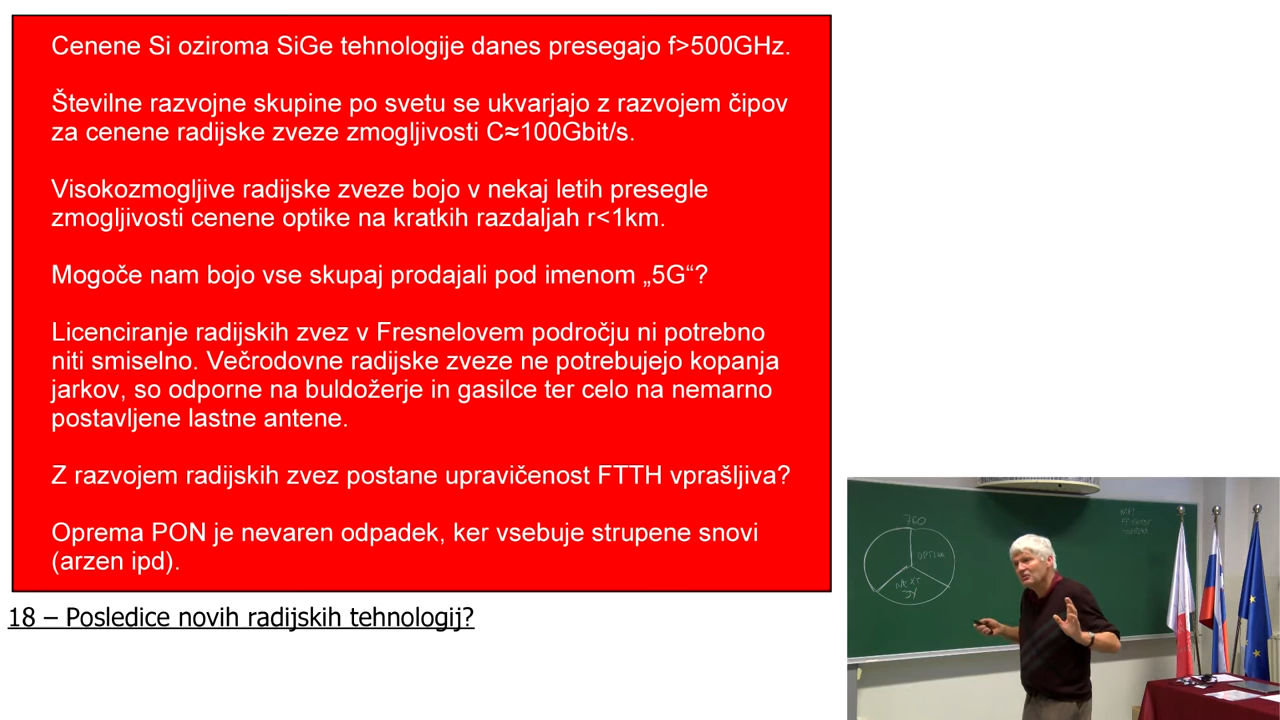 Cenene Si oziroma SiGe tehnologije danes presegajo f>500GHz.
Številne razvojne skupine po svetu se ukvarjajo z razvojem čipov
za cenene radijske zveze zmogljivosti C≈100Gbit/s.
Visokozmogljive radijske zveze bojo v nekaj letih presegle
zmogljivosti cenene optike na kratkih razdaljah r<1km.
Mogoče nam bojo vse skupaj prodajali pod imenom „5G“?
Licenciranje radijskih zvez v Fresnelovem področju ni potrebno
niti smiselno. Večrodovne radijske zveze ne potrebujejo kopanja
jarkov, so odporne na buldožerje in gasilce ter celo na nemarno
postavljene lastne antene.
Z razvojem radijskih zvez postane upravičenost FTTH vprašljiva?
Oprema PON je nevaren odpadek, ker vsebuje strupene snovi
(arzen ipd).
18 – Posledice novih radijskih tehnologij?
760
OPTIKA
NEXT